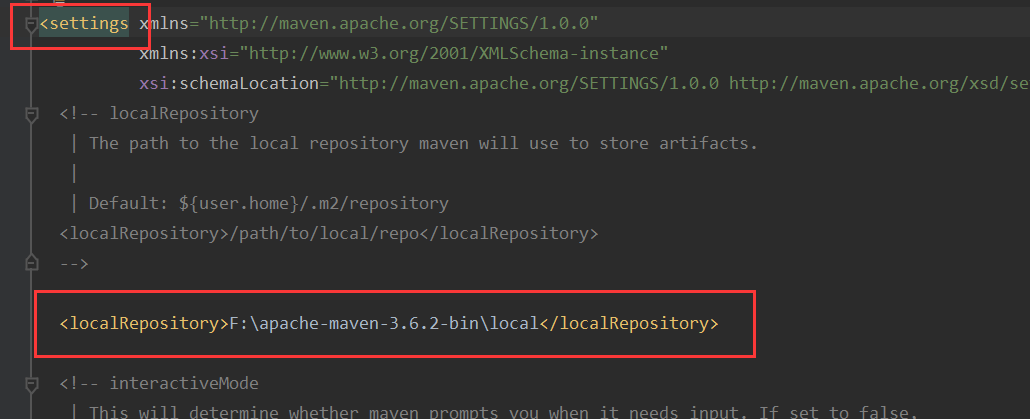 <settings xmlns="http://maven.apache.org/SETTINGS/1.0.0"
xmlns:xsi="http://www.w3.org/2001/XMLSchema-instance"
xsi:schemaLocation="http://maven.apache.org/SETTINGS/1.0.0 http://maven.apache.org/xsd/se
<!-- localRepository
| The path to the local repository maven will use to store artifacts.
|
| Default: ${user.home}/.m2/repository
<localRepository>/path/to/local/repo</localRepository>
-->
<localRepository>F:\apache-maven-3.6.2-bin\local</localRepository>
<!-- interactiveMode
| This will determine whether maven prompts you when it needs input. If set to false,